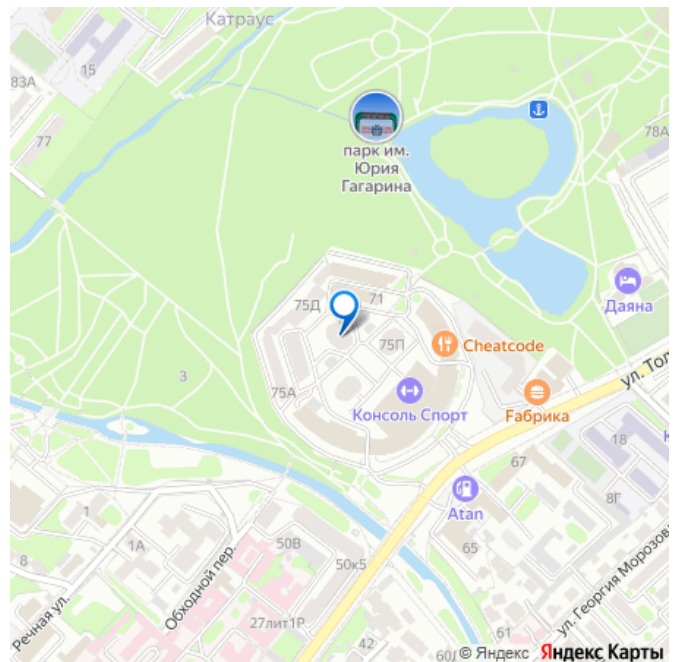 Катраус
83А
15
77
парк им.
Юрия
Гагарина
78А
Даяна
75Д
71
75П
Cheatcode
3
75А
Консоль Спорт
Фабрика
ул. Тол
18
К
67
Atan
8Г
65
1
1А
8
50В
50к5
Обходной пер.
Речная ул.
27лит1Р
42
60Д
61
ул. Георгия Морозова
© Яндекс Яндекс Карты